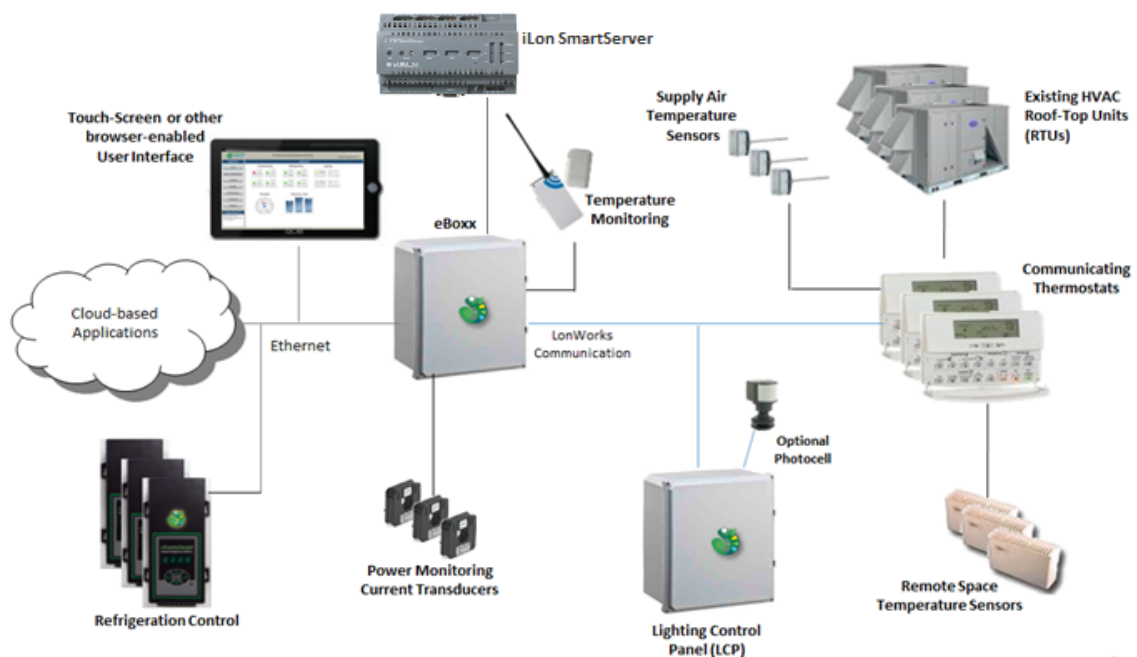 iLon SmartServer
Touch-Screen or other
browser-enabled
User Interface
Supply Air
Temperature
Sensors
Existing HVAC
Roof-Top Units
(RTUs)
Temperature
Monitoring
eBoxx
Communicating
Thermostats
Cloud-based
Applications
Ethernet
LonWorks
Communication
Optional
Photocell
Power Monitoring
Current Transducers
Refrigeration Control
Lighting Control
Panel (LCP)
Remote Space
Temperature Sensors